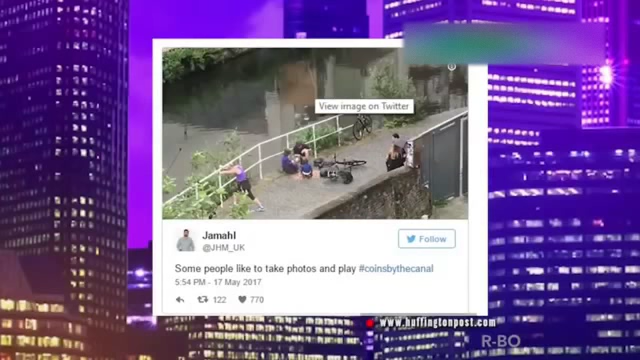 View image on Twitter
Jamahl
@JHM_UK
Follow
Some people like to take photos and play #coinsbythecanal
5:54 PM - 17 May 2017
122 770
www.huffingtonpost.com
R-BO